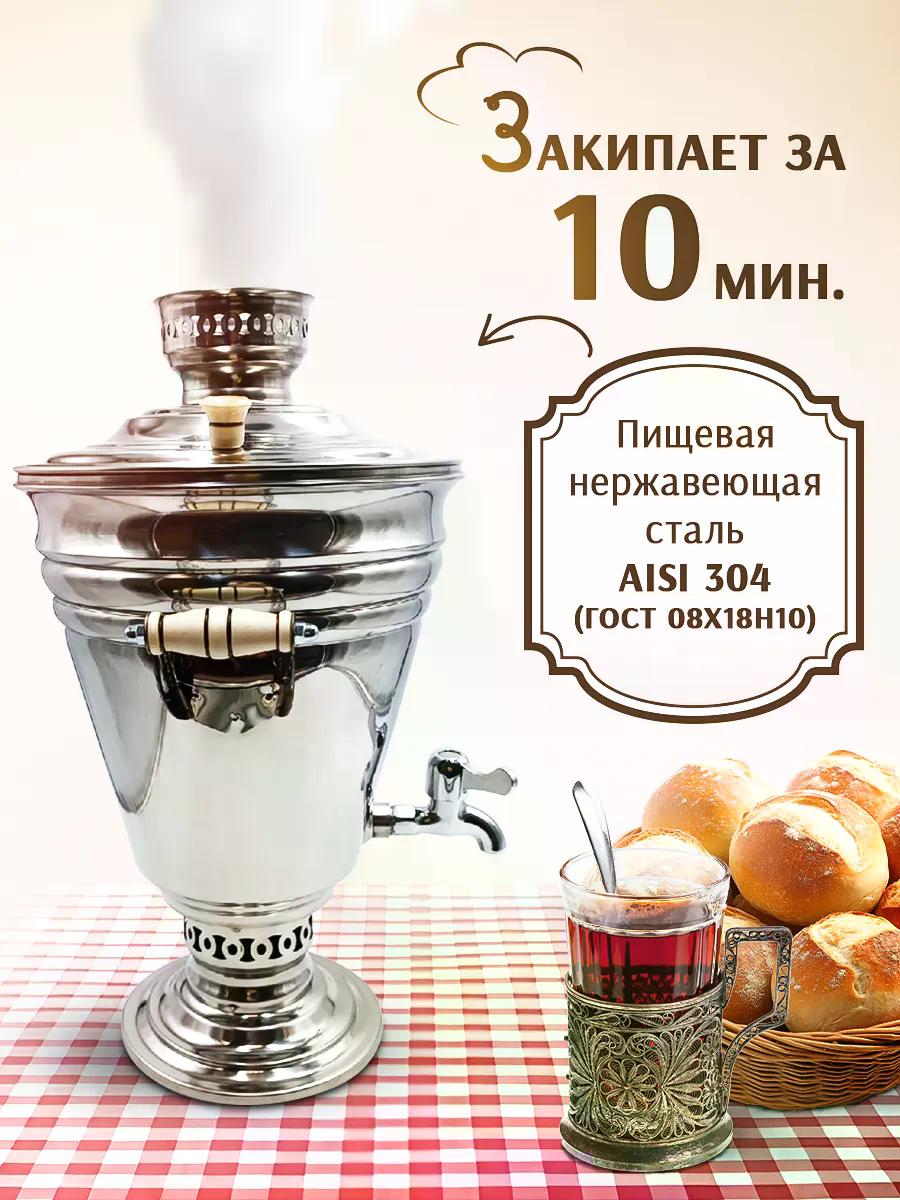 Закипает за
10 мин.
Пищевая
нержавеющая
сталь
AISI 304
(ГОСТ 08Х18Н10)